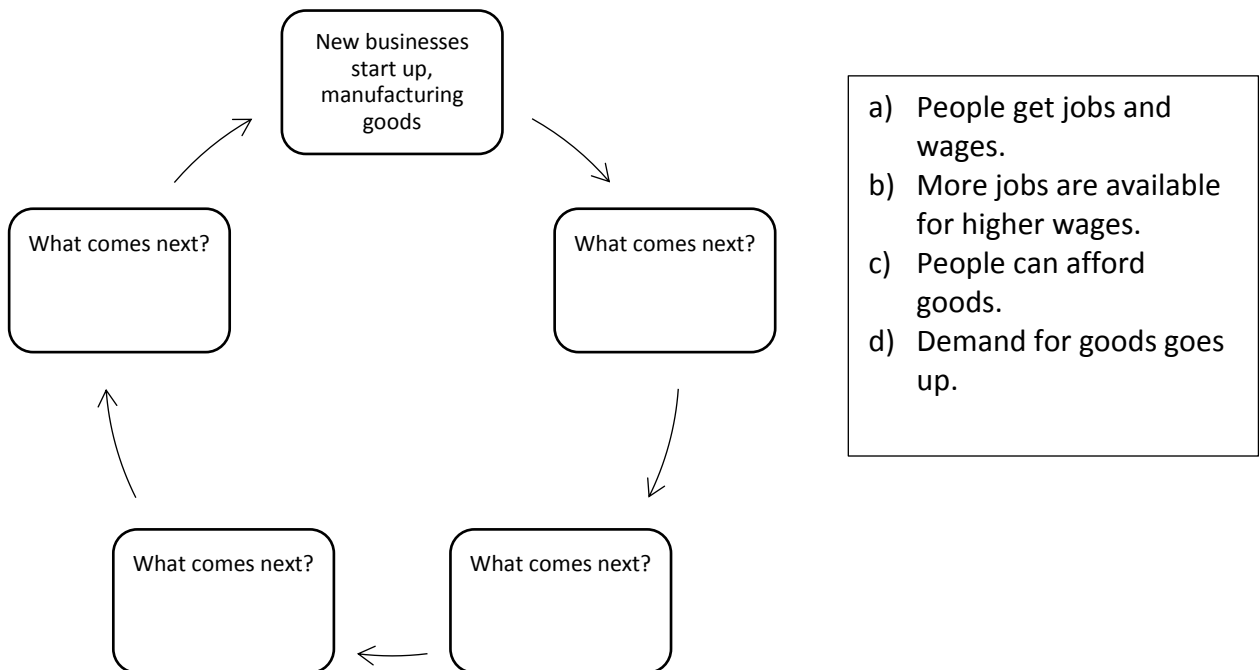 New businesses
start up,
manufacturing
goods
What comes next?
What comes next?
What comes next?
What comes next?
a) People get jobs and
wages.
b) More jobs are available
for higher wages.
c) People can afford
goods.
d) Demand for goods goes
up.